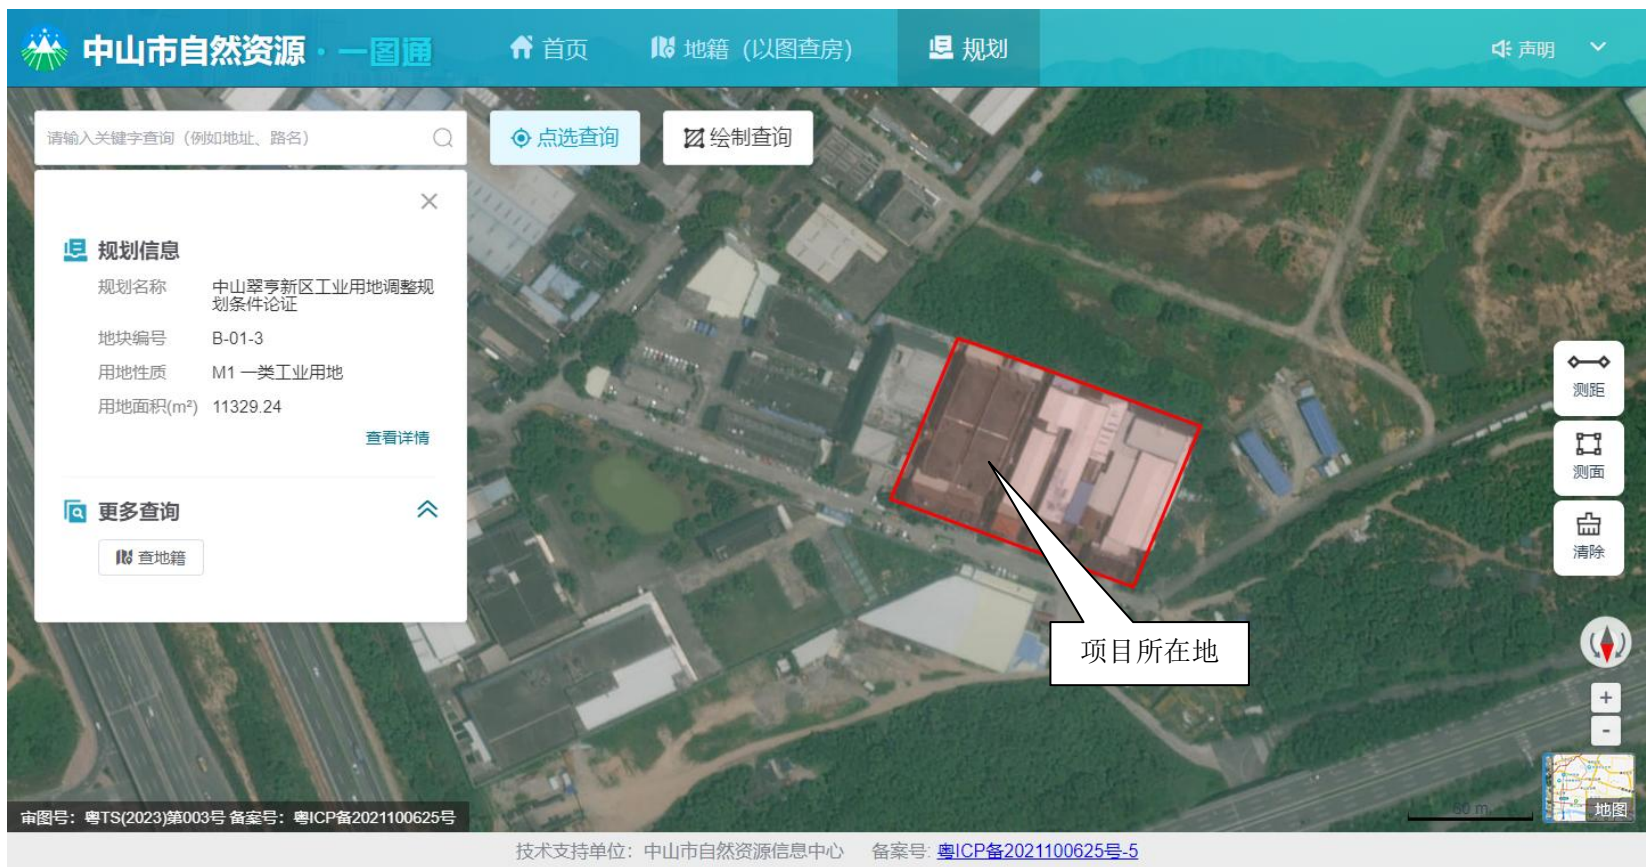 中山市自然资源·一图通
首页
地籍（以图查房）
规划
声明
请输入关键字查询（例如地址、路名）
点选查询
绘制查询
规划信息
规划名称 中山翠亨新区工业用地调整规
划条件论证
地块编号 B-01-3
用地性质 M1 一类工业用地
用地面积(m²) 11329.24
查看详情
更多查询
查地籍
测距
测面
清除
项目所在地
+
-
60 m
地图
审图号：粤TS(2023)第003号 备案号：粤ICP备2021100625号
技术支持单位：中山市自然资源信息中心 备案号: 粤ICP备2021100625号-5